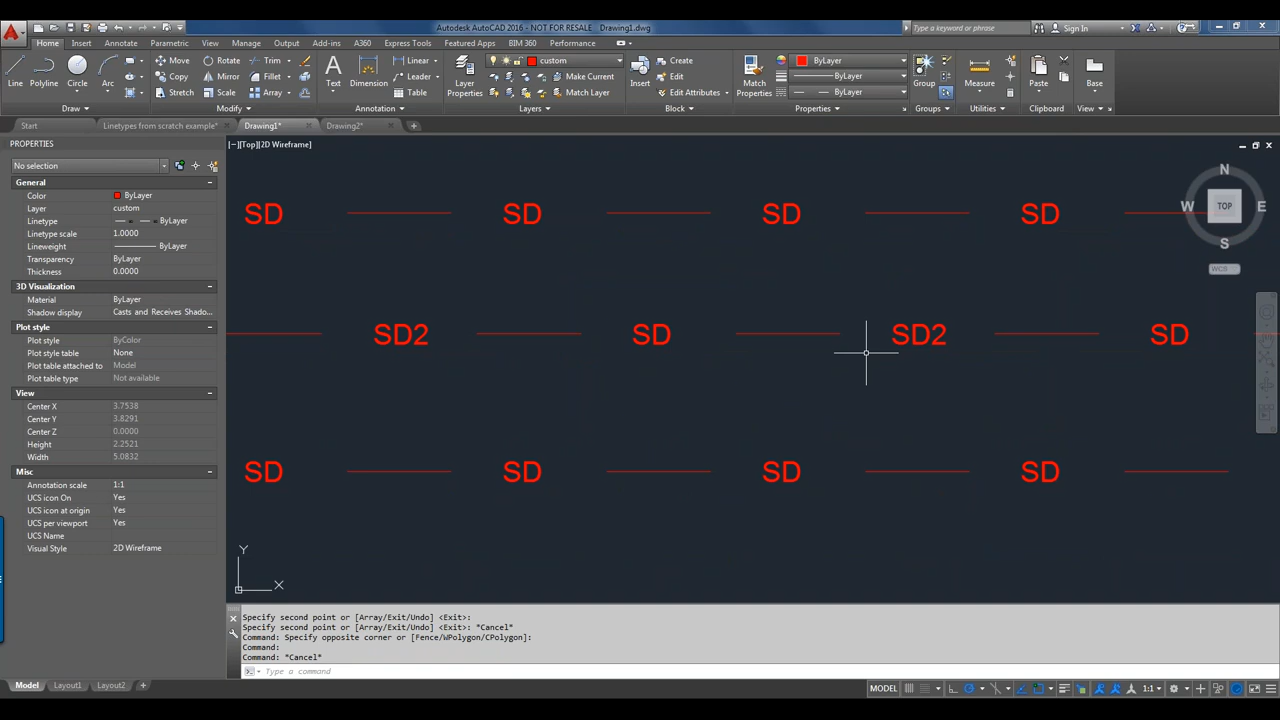 Autodesk AutoCAD 2016 - NOT FOR RESALE Drawing1.dwg
Type a keyword or phrase
Sign In
Home Insert Annotate Parametric View Manage Output Add-ins A360 Express Tools Featured Apps BIM 360 Performance
Line Polyline Circle Arc
Move Rotate Trim
Copy Mirror Fillet
Stretch Scale Array
Text Dimension
Linear
Leader
Table
Layer Properties
custom
Make Current
Match Layer
Insert
Create
Edit
Edit Attributes
Match Properties
ByLayer
ByLayer
ByLayer
Group
Measure
Paste
Base
Draw Modify Annotation Layers Block Properties Groups Utilities Clipboard View
Start Linetypes from scratch example* Drawing1* Drawing2*
PROPERTIES
No selection
General
Color ByLayer
Layer custom
Linetype ByLayer
Linetype scale 1.0000
Lineweight ByLayer
Transparency ByLayer
Thickness 0.0000
3D Visualization
Material ByLayer
Shadow display Casts and Receives Shado...
Plot style
Plot style ByColor
Plot style table None
Plot table attached to Model
Plot table type Not available
View
Center X 3.7538
Center Y 3.8291
Center Z 0.0000
Height 2.2521
Width 5.0832
Misc
Annotation scale 1:1
UCS icon On Yes
UCS icon at origin Yes
UCS per viewport Yes
UCS Name
Visual Style 2D Wireframe
[−][Top][2D Wireframe]
N
W TOP E
S
WCS
SD SD SD SD
SD2 SD SD2 SD
SD SD SD SD
Y
X
Specify second point or [Array/Exit/Undo] <Exit>:
Specify second point or [Array/Exit/Undo] <Exit>: *Cancel*
Command: Specify opposite corner or [Fence/WPolygon/CPolygon]:
Command:
Command: *Cancel*
Type a command
Model Layout1 Layout2 +
MODEL 1:1